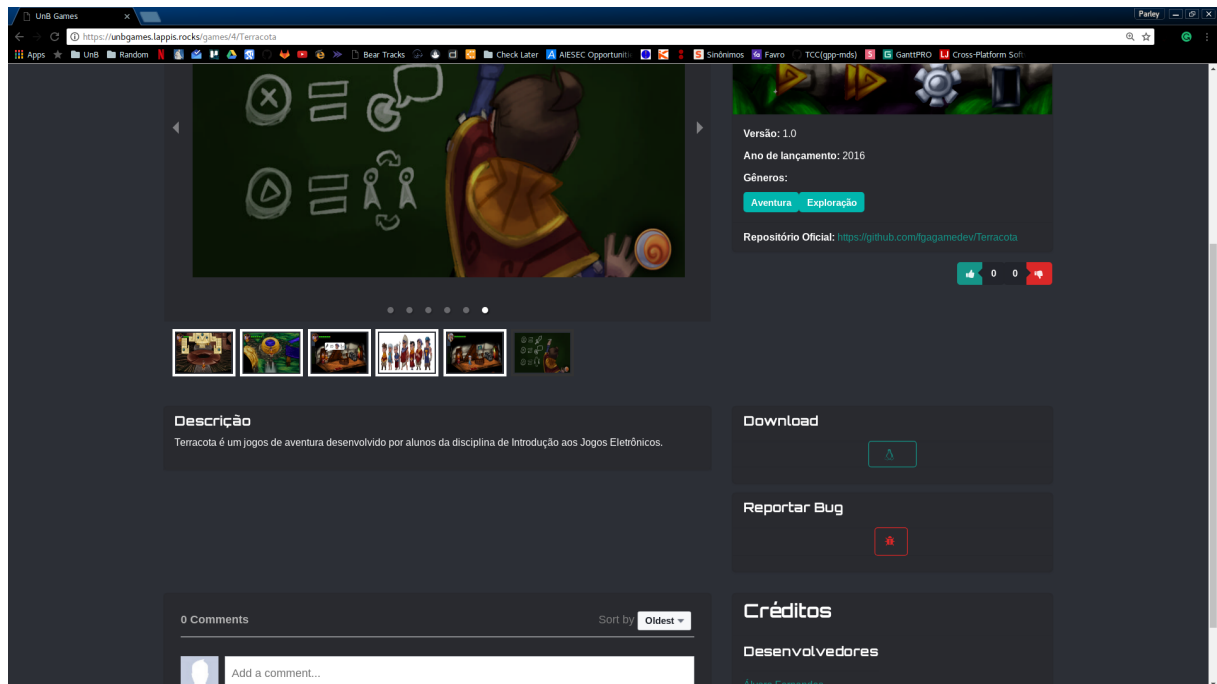 UnB Games
Parley
https://unbgames.lappis.rocks/games/4/Terracota
Apps
UnB
Random
Bear Tracks
Check Later
AIESEC Opportuniti
Sinônimos
Favro
TCC(gpp-mds)
GanttPRO
Cross-Platform Soft
Versão: 1.0
Ano de lançamento: 2016
Gêneros:
Aventura Exploração
Repositório Oficial: https://github.com/fgagamedev/Terracota
0 0
Descrição
Terracota é um jogos de aventura desenvolvido por alunos da disciplina de Introdução aos Jogos Eletrônicos.
Download
Reportar Bug
0 Comments
Sort by Oldest
Add a comment...
Créditos
Desenvolvedores